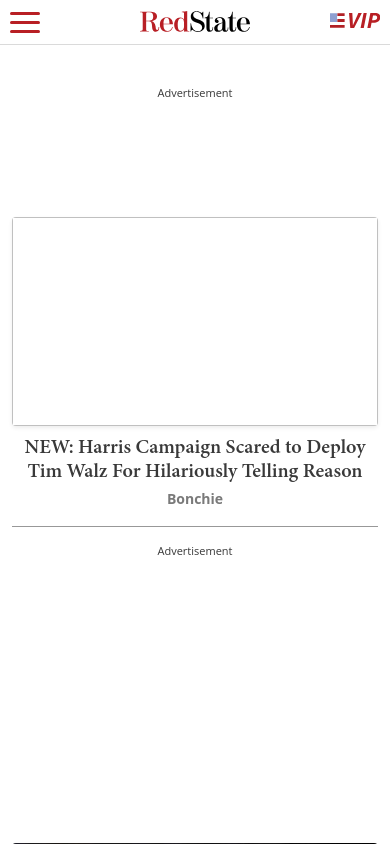 RedState
VIP
Advertisement
NEW: Harris Campaign Scared to Deploy
Tim Walz For Hilariously Telling Reason
Bonchie
Advertisement